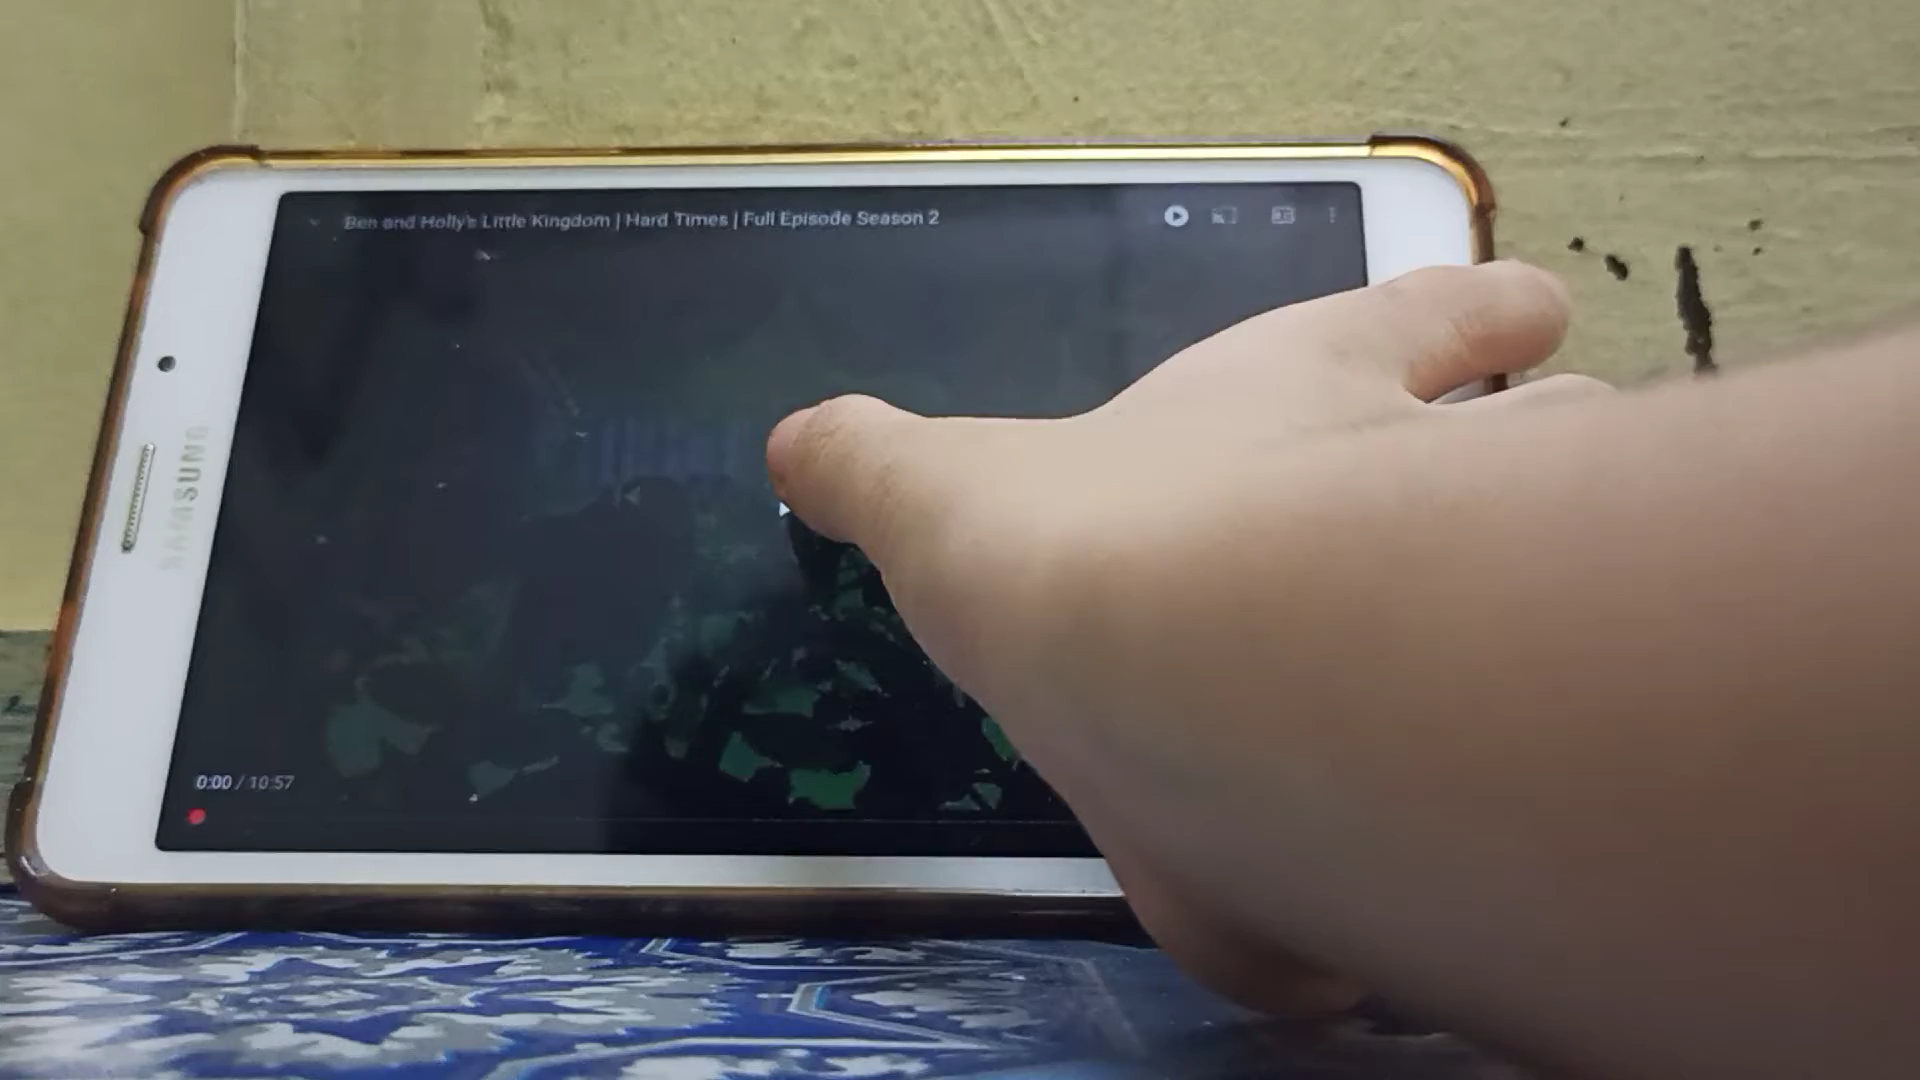 Ben and Holly's Little Kingdom | Hard Times | Full Episode Season 2
SAMSUNG
0:00 / 10:57